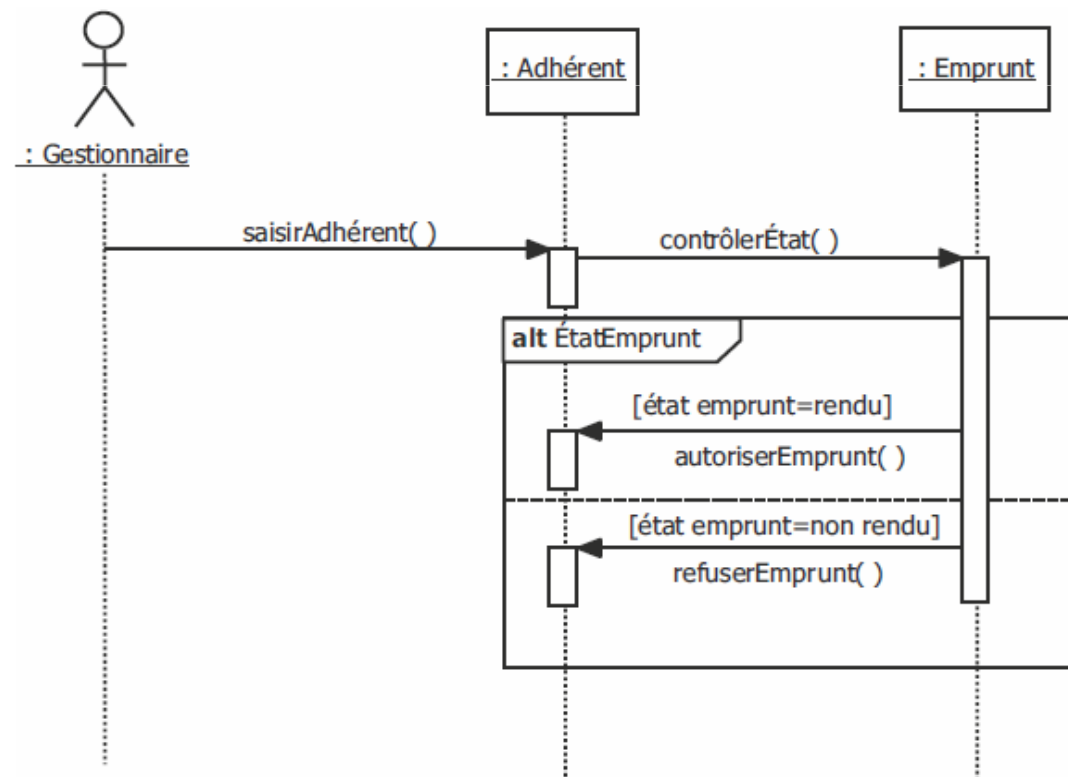 : Adhérent
: Emprunt
: Gestionnaire
saisirAdhérent( )
contrôlerÉtat( )
alt ÉtatEmprunt
[état emprunt=rendu]
autoriserEmprunt( )
[état emprunt=non rendu]
refuserEmprunt( )